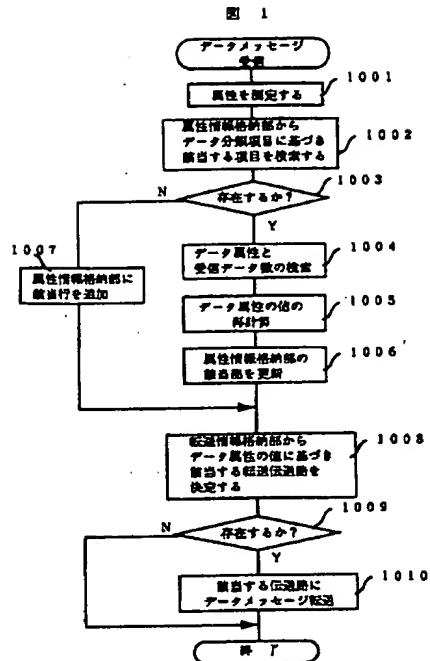 図 1
データメッセージ
受信
1001
属性を測定する
属性情報格納部から
データ分類項目に基づき
該当する項目を検索する
1002
1003
N
存在するか?
Y
1007
属性情報格納部に
該当行を追加
データ属性と
受信データ数の検索
1004
データ属性の値の
再計算
1005
属性情報格納部の
該当部を更新
1006
転送情報格納部から
データ属性の値に基づき
該当する転送伝送路を
決定する
1008
1009
N
存在するか?
Y
該当する伝送路に
データメッセージ転送
1010
終了